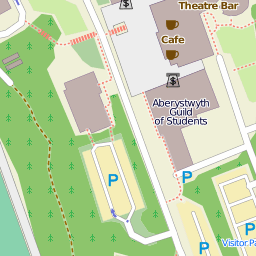 Theatre Bar
$
Cafe
$
Aberystwyth
Guild
of Students
P
P
P
P
Visitor Pa